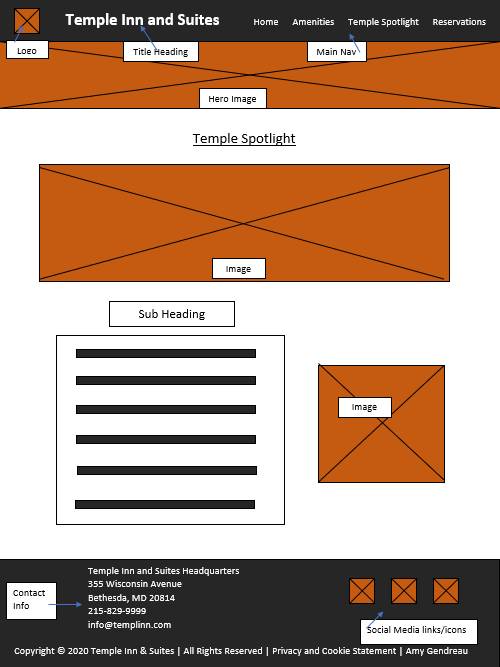 Temple Inn and Suites
Home Amenities Temple Spotlight Reservations
Logo
Title Heading
Main Nav
Hero Image
Temple Spotlight
Image
Sub Heading
Image
Temple Inn and Suites Headquarters
355 Wisconsin Avenue
Bethesda, MD 20814
215-829-9999
info@templinn.com
Contact
Info
Social Media links/icons
Copyright © 2020 Temple Inn & Suites | All Rights Reserved | Privacy and Cookie Statement | Amy Gendreau